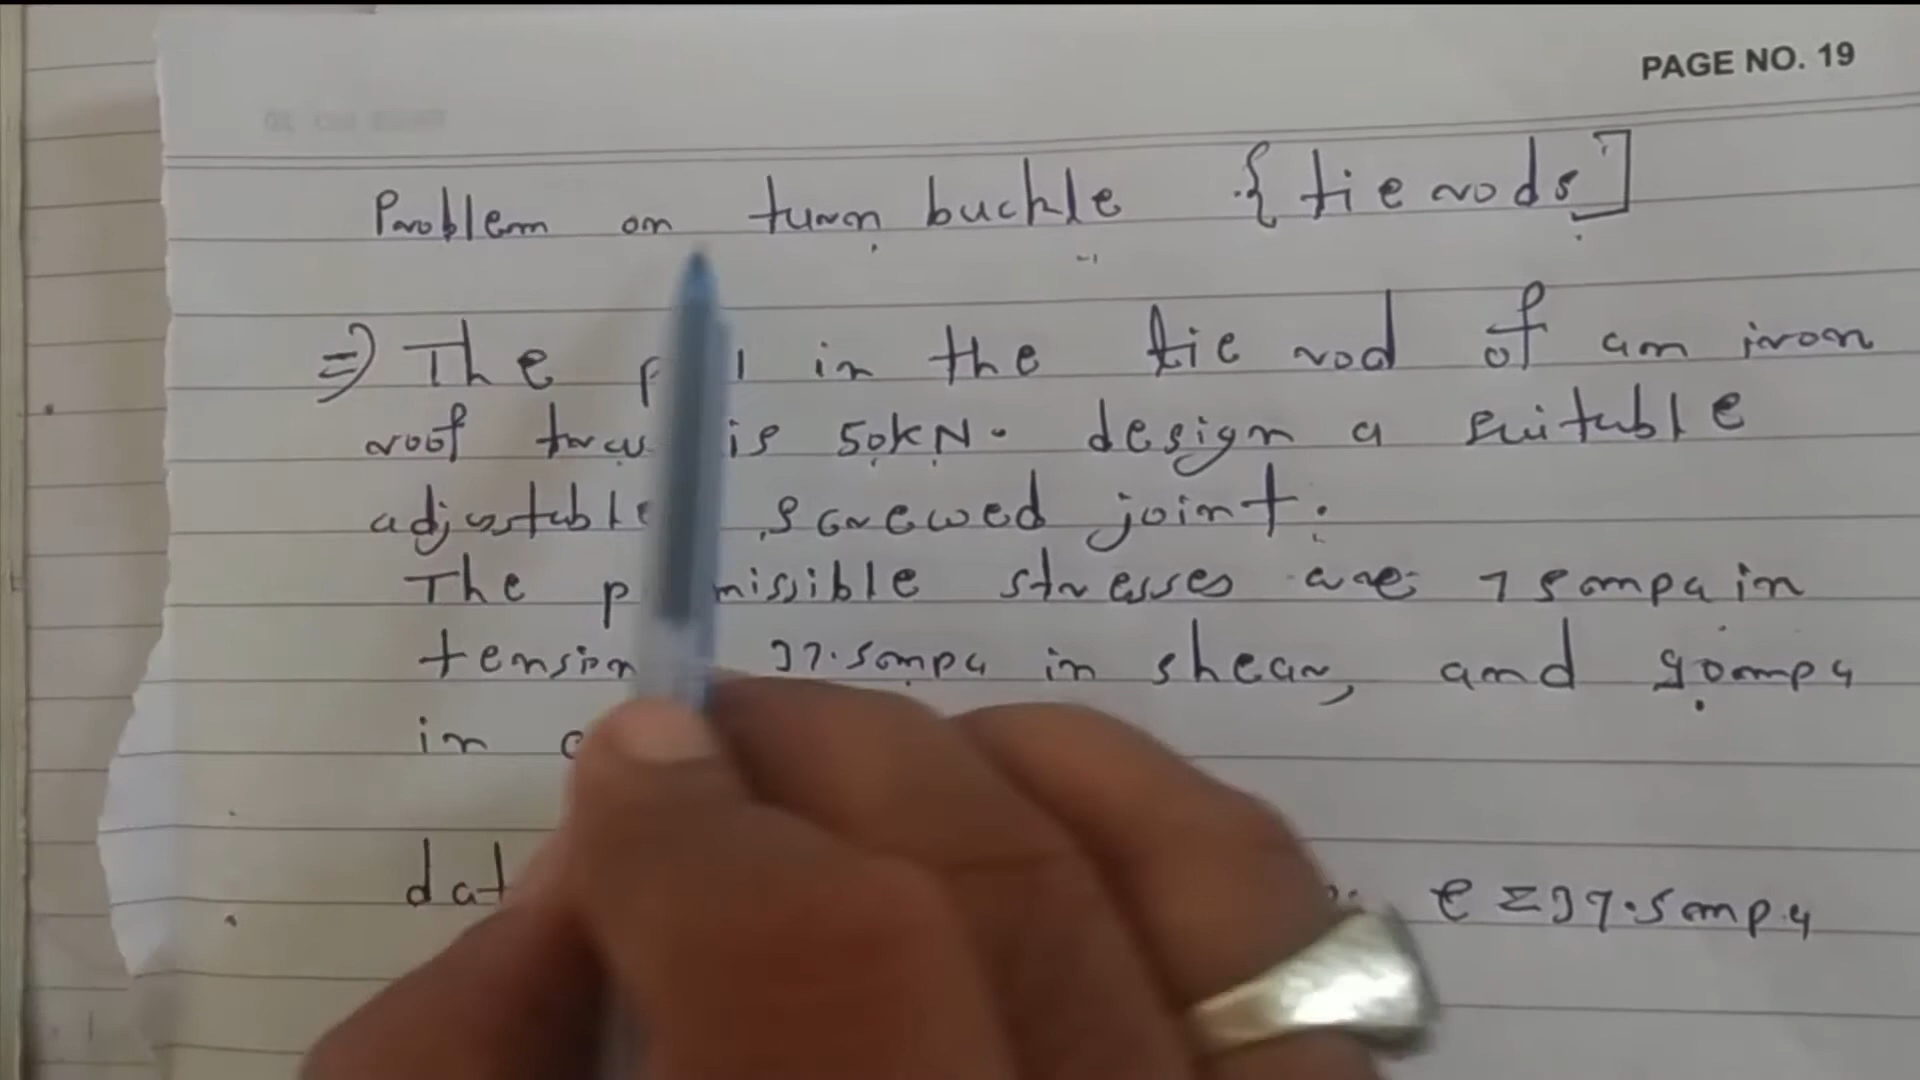 PAGE NO. 19
Problem on turn buckle {tie rods]
⇒ The in the tie rod of an iron
roof is 50kN. design a suitable
adjustable screwed joint.
The stresses are 75mpa in
tension 37.5mpa in shear, and 90mpa
in
τ = 37.5mpa